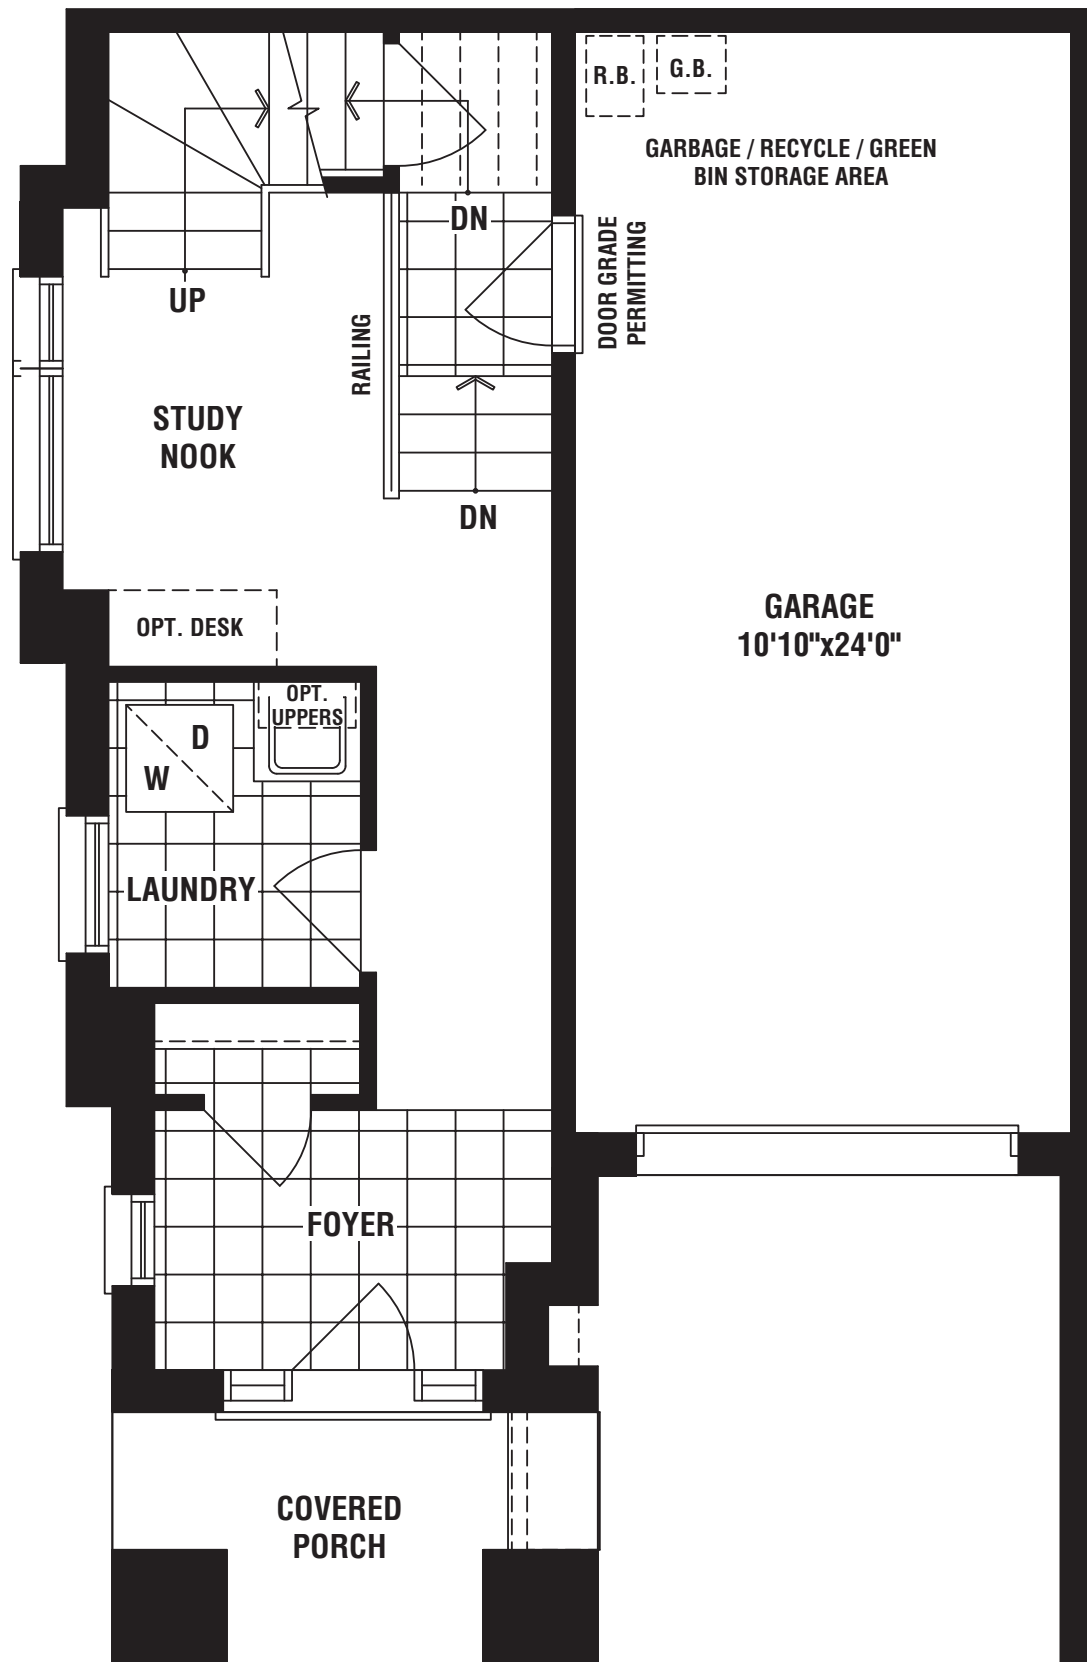 R.B.
G.B.
GARBAGE / RECYCLE / GREEN
BIN STORAGE AREA
DN
UP
DOOR GRADE
PERMITTING
RAILING
STUDY
NOOK
DN
OPT. DESK
GARAGE
10'10"x24'0"
OPT.
UPPERS
D
W
LAUNDRY
FOYER
COVERED
PORCH